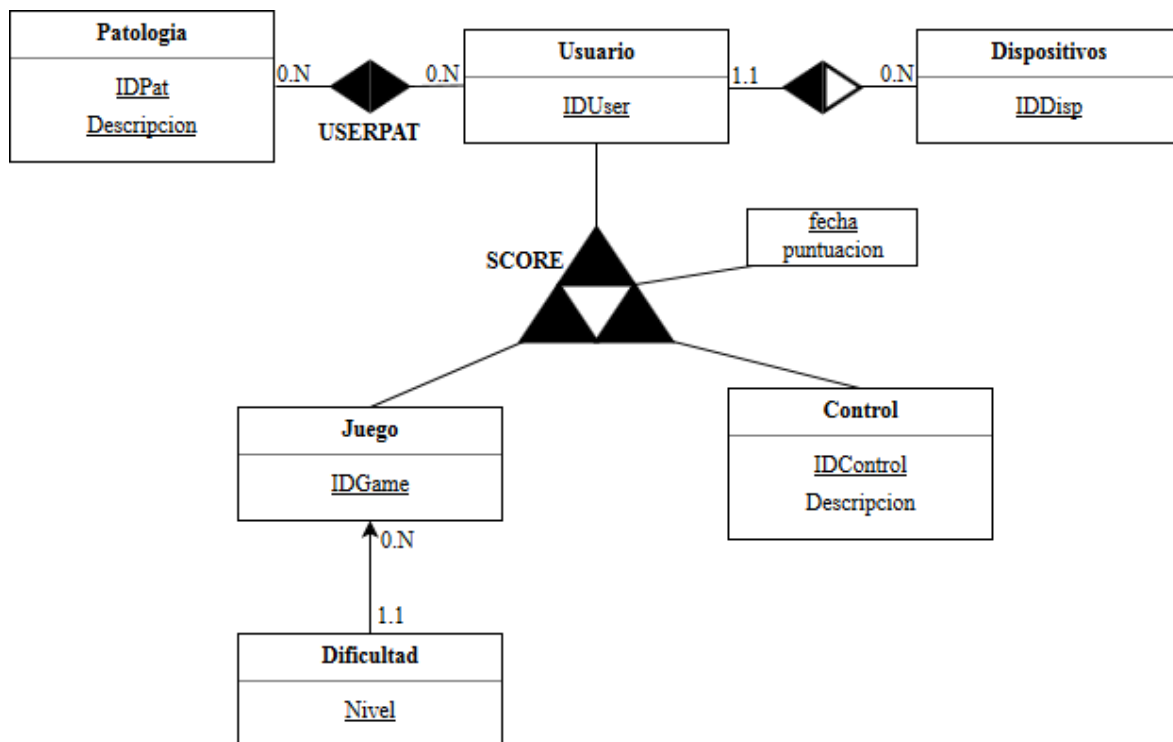 Patologia
IDPat
Descripcion
0.N
0.N
USERPAT
Usuario
IDUser
1.1
0.N
Dispositivos
IDDisp
SCORE
fecha
puntuacion
Juego
IDGame
Control
IDControl
Descripcion
0.N
1.1
Dificultad
Nivel